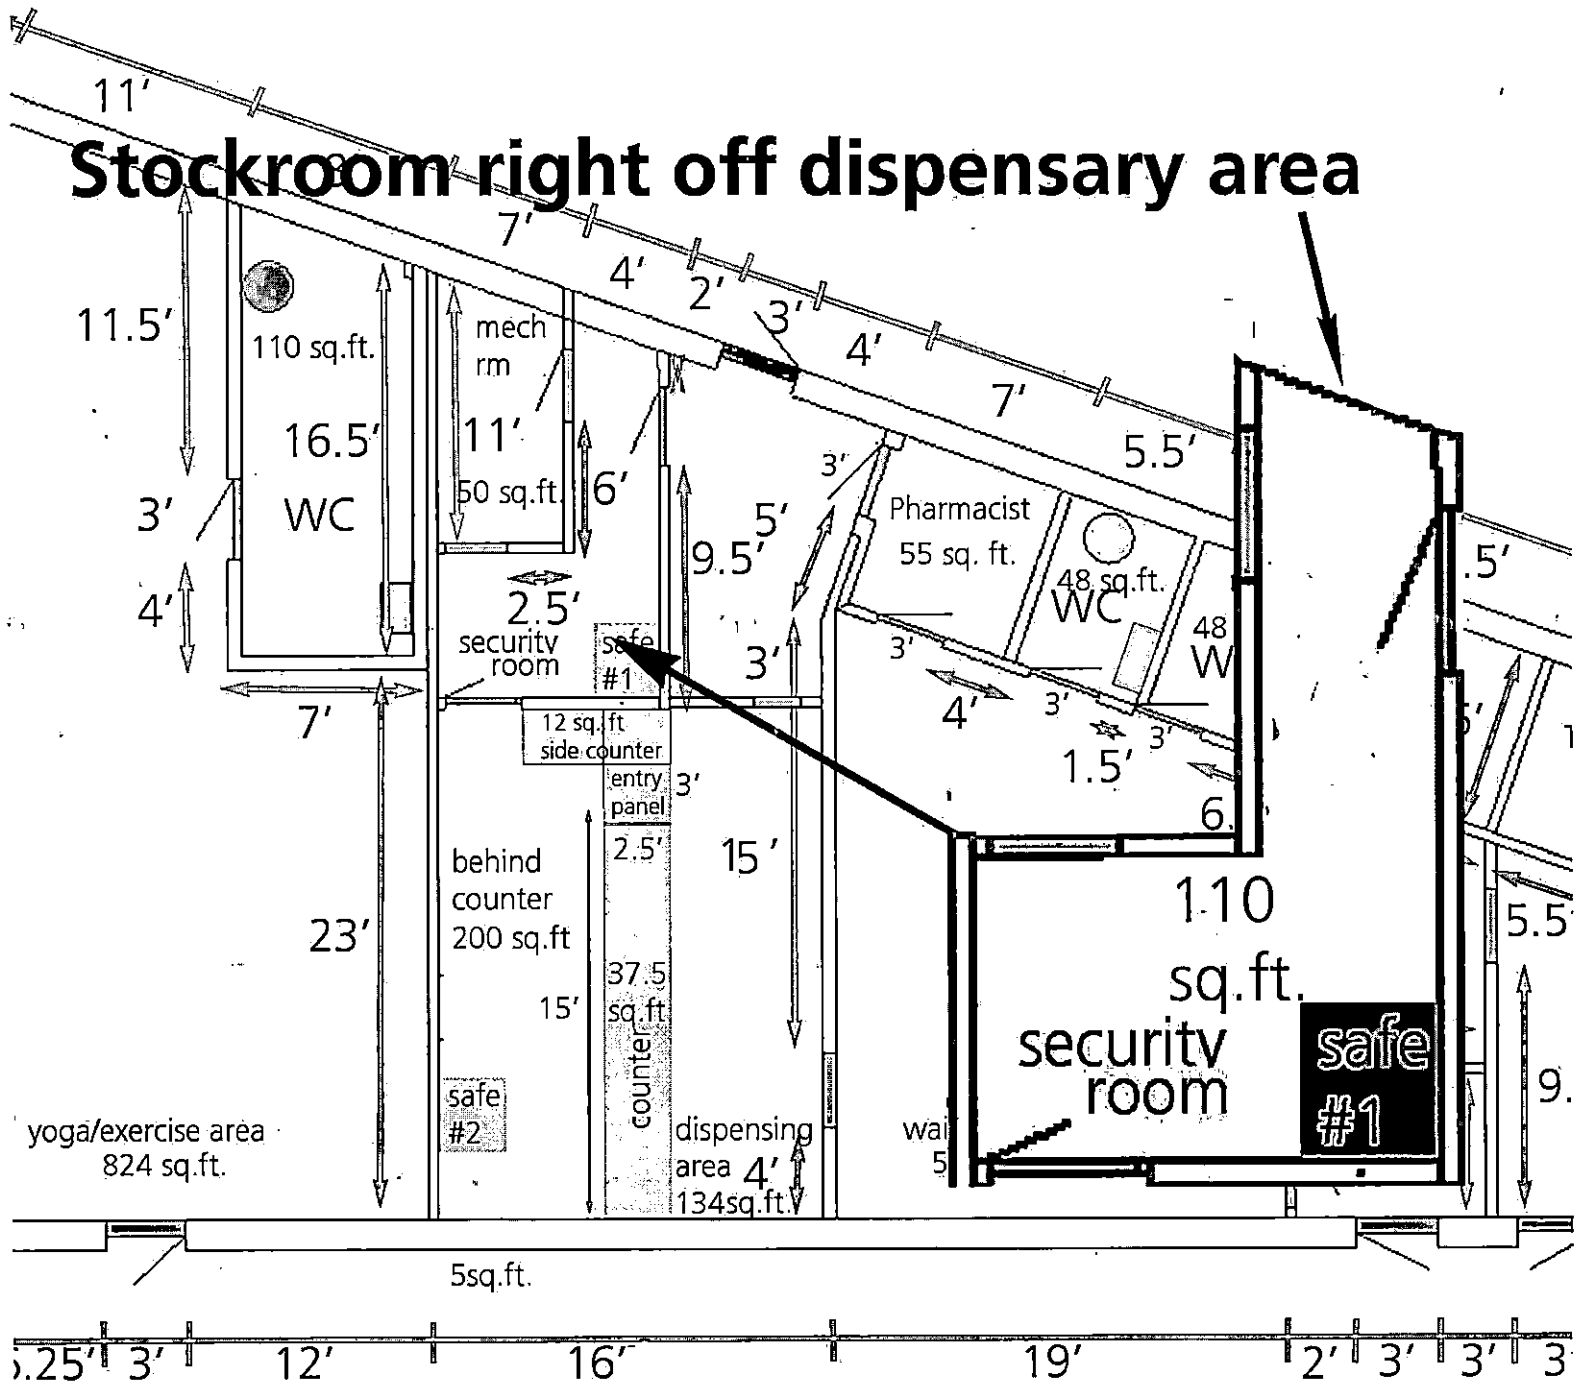 11'
Stockroom right off dispensary area
7'
4'
2'
3'
4'
7'
5.5'
11.5'
110 sq.ft.
mech
rm
16.5'
11'
50 sq.ft.
6'
WC
3'
4'
2.5'
security
room
safe
#1
9.5'
5'
3'
3'
Pharmacist
55 sq. ft.
48 sq.ft.
WC
48
W
3'
4'
3'
1.5'
3'
6.
.5'
7'
12 sq. ft
side counter
entry
panel
3'
2.5'
behind
counter
200 sq.ft
15'
23'
37.5
sq.ft
counter
15'
safe
#2
yoga/exercise area
824 sq.ft.
dispensing
area
134sq.ft.
4'
wai
5
110
sq.ft.
security
room
safe
#1
5.5'
9.
5sq.ft.
.25'
3'
12'
16'
19'
2'
3'
3'
3